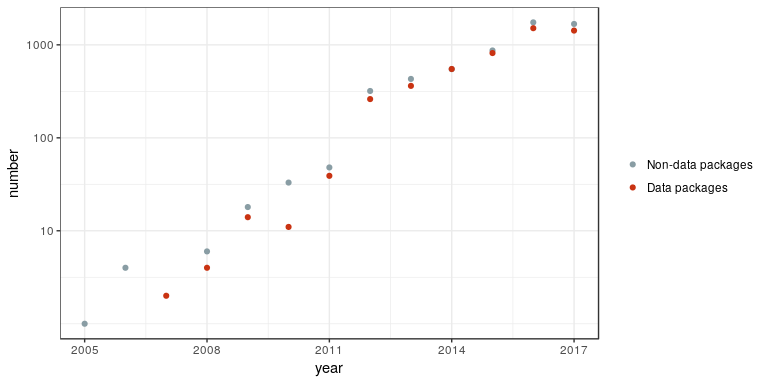 1000
100
10
number
2005 2008 2011 2014 2017
year
Non-data packages
Data packages